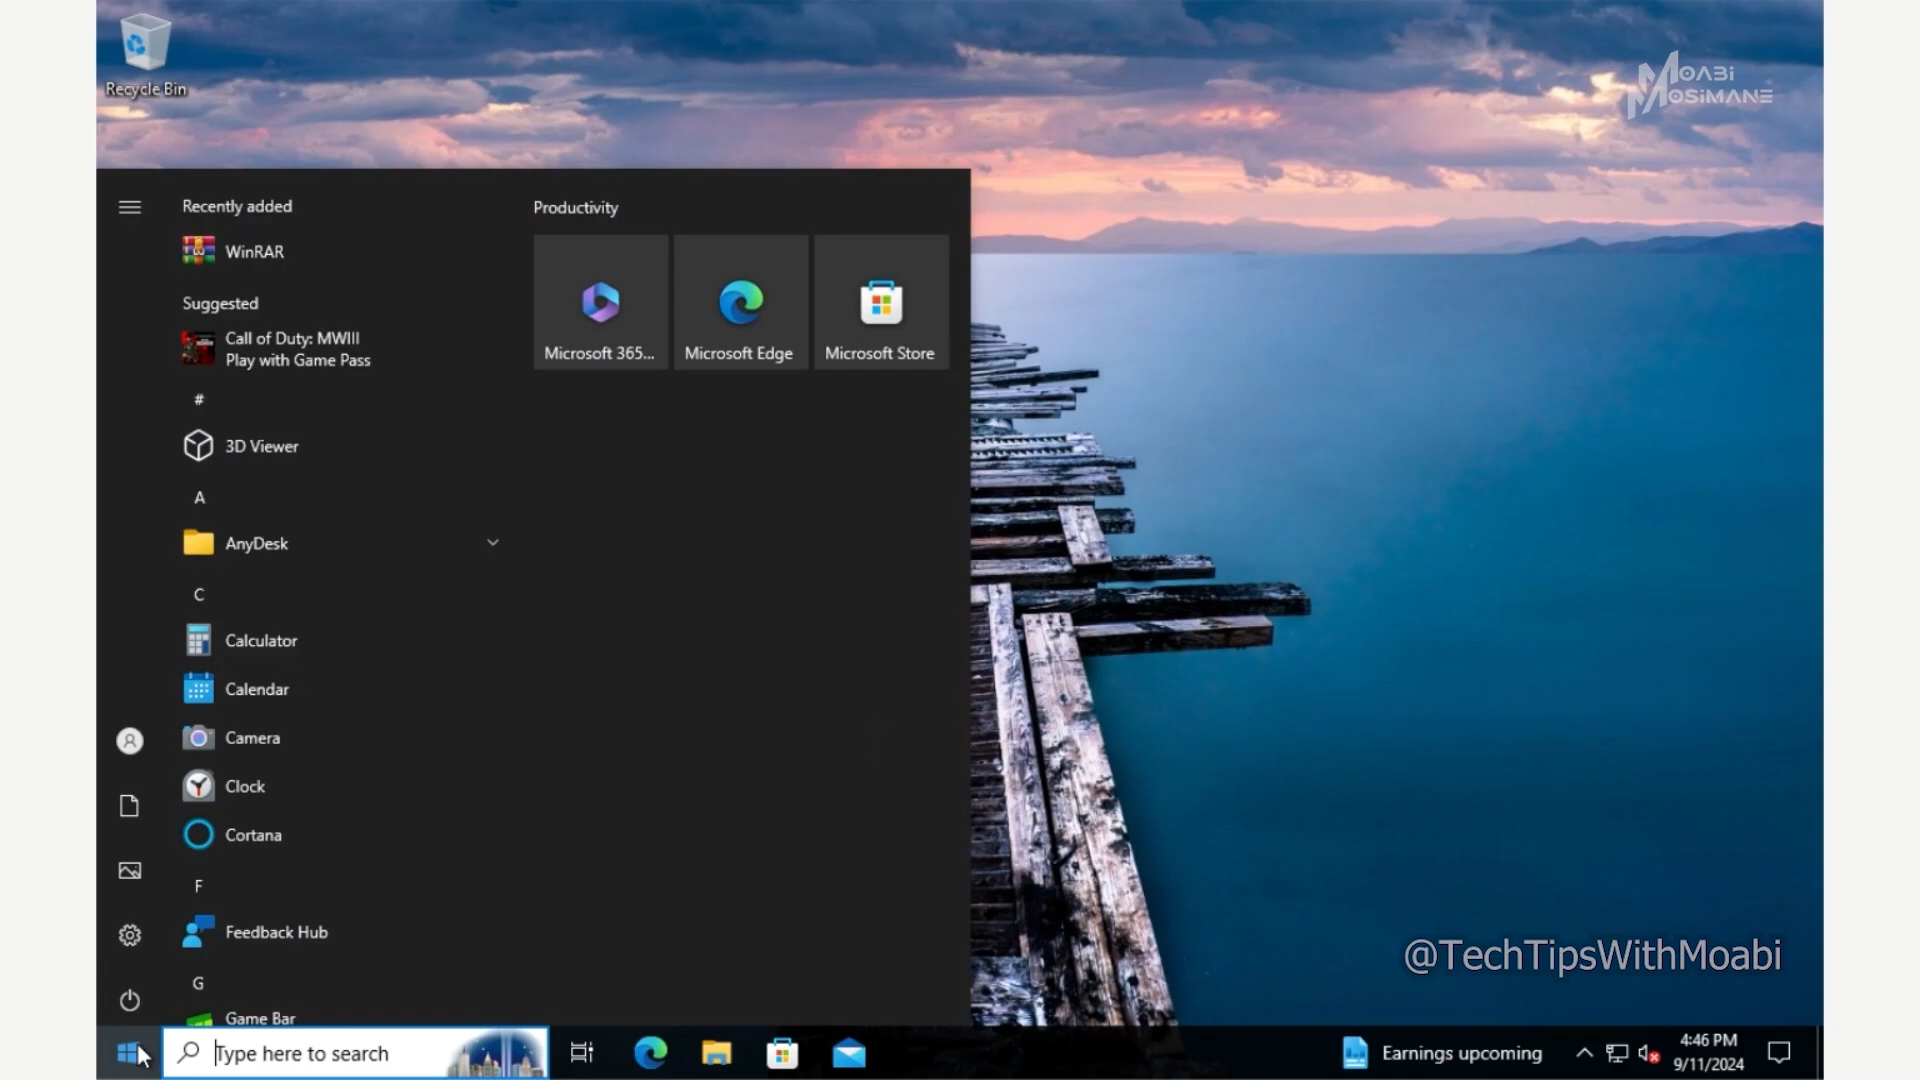 Recycle Bin
MOABI
MOSIMANE
Recently added
WinRAR
Suggested
Call of Duty: MWIII
Play with Game Pass
#
3D Viewer
A
AnyDesk
C
Calculator
Calendar
Camera
Clock
Cortana
F
Feedback Hub
G
Game Bar
Productivity
Microsoft 365...
Microsoft Edge
Microsoft Store
@TechTipsWithMoabi
Type here to search
Earnings upcoming
4:46 PM
9/11/2024